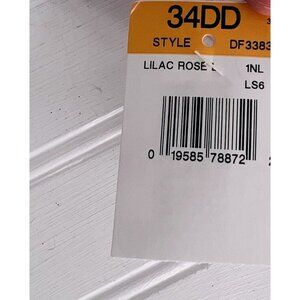 34DD
STYLE DF3383
LILAC ROSE 1NL
LS6
0 19585 78872